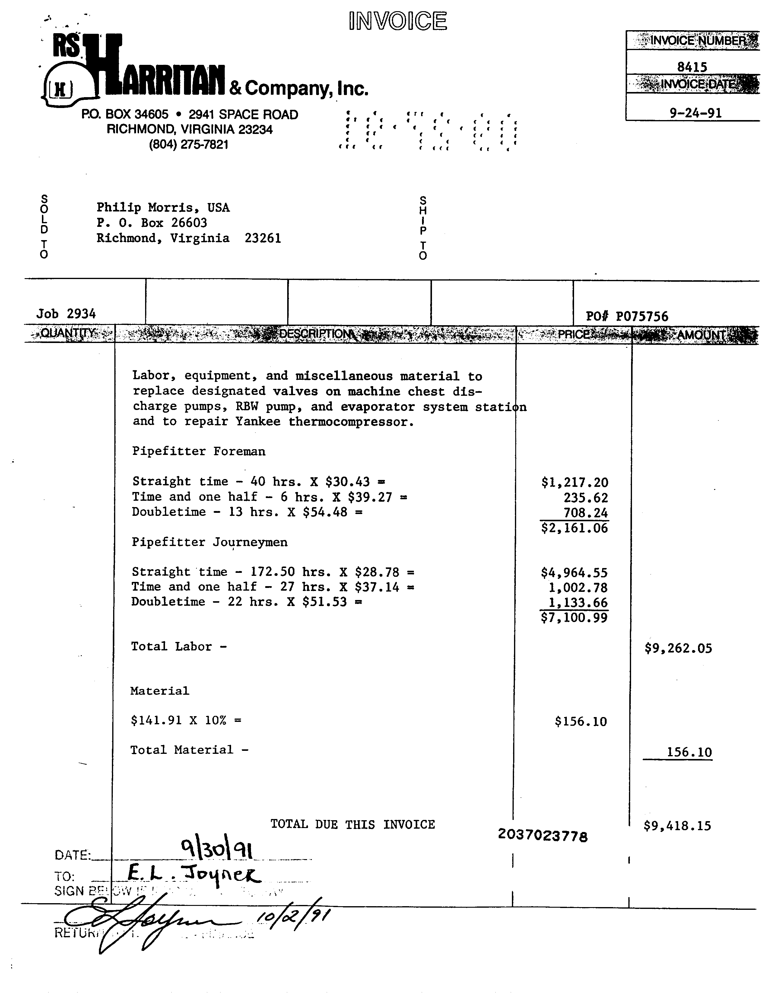 INVOICE
RS. HARRITAN & Company, Inc.
H
P.O. BOX 34605 • 2941 SPACE ROAD
RICHMOND, VIRGINIA 23234
(804) 275-7821
INVOICE NUMBER
8415
INVOICE DATE
9-24-91
SOLD TO
Philip Morris, USA
P. O. Box 26603
Richmond, Virginia 23261
SHIP TO
Job 2934 PO# P075756
QUANTITY DESCRIPTION PRICE AMOUNT
Labor, equipment, and miscellaneous material to
replace designated valves on machine chest dis-
charge pumps, RBW pump, and evaporator system station
and to repair Yankee thermocompressor.
Pipefitter Foreman
Straight time - 40 hrs. X $30.43 = $1,217.20
Time and one half - 6 hrs. X $39.27 = 235.62
Doubletime - 13 hrs. X $54.48 = 708.24
$2,161.06
Pipefitter Journeymen
Straight time - 172.50 hrs. X $28.78 = $4,964.55
Time and one half - 27 hrs. X $37.14 = 1,002.78
Doubletime - 22 hrs. X $51.53 = 1,133.66
$7,100.99
Total Labor - $9,262.05
Material
$141.91 X 10% = $156.10
Total Material - 156.10
TOTAL DUE THIS INVOICE $9,418.15
2037023778
DATE: 9/30/91
TO: E.L. Joyner
SIGN BELOW
EL Joyner 10/02/91
RETURN